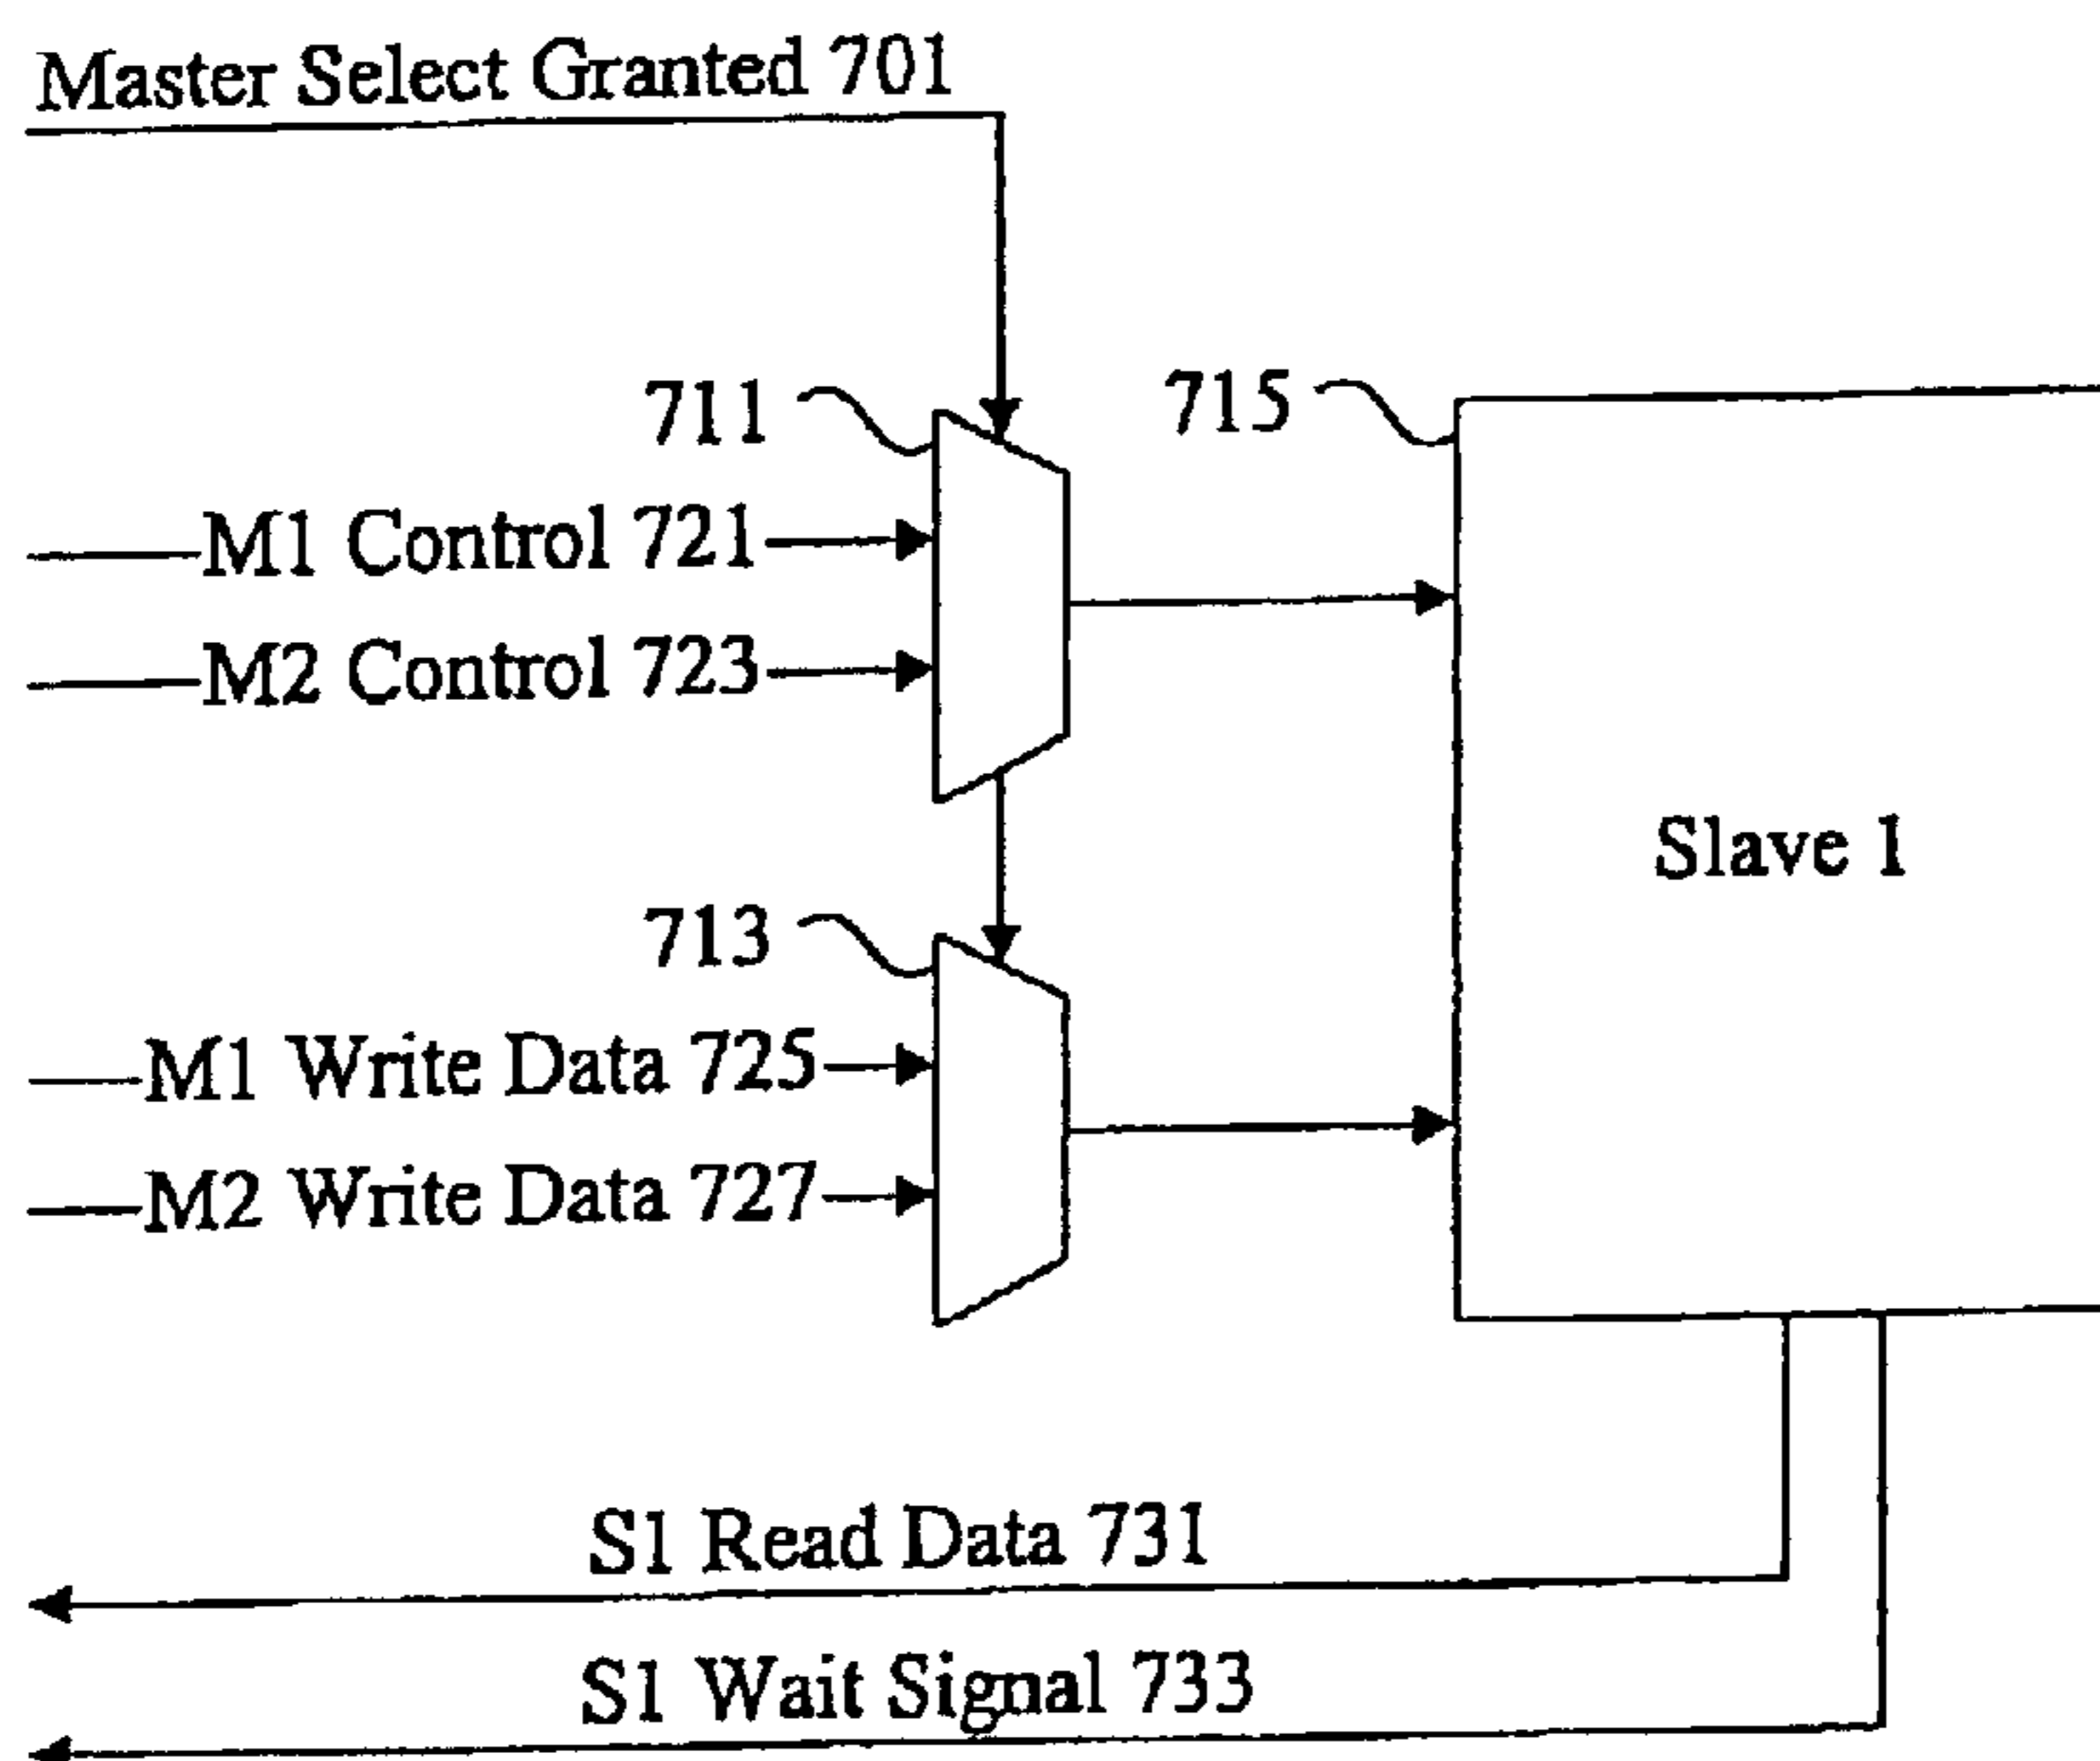 Master Select Granted 701
711
715
M1 Control 721
M2 Control 723
Slave 1
713
M1 Write Data 725
M2 Write Data 727
S1 Read Data 731
S1 Wait Signal 733